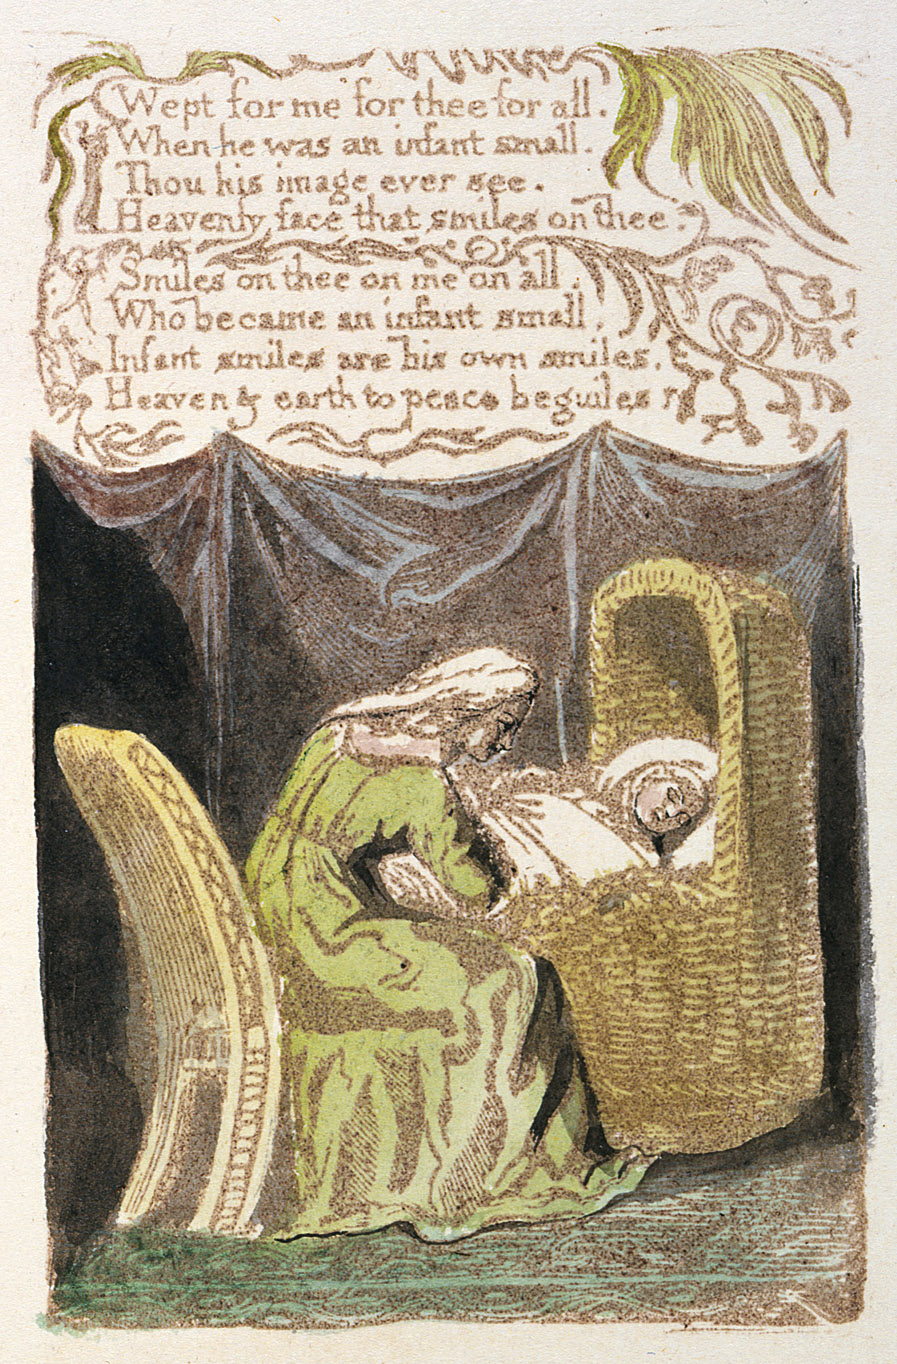 Wept for me for thee for all.
When he was an infant small.
Thou his image ever see.
Heavenly face that smiles on thee.
Smiles on thee on me on all,
Who became an infant small,
Infant smiles are his own smiles.
Heaven & earth to peace beguiles